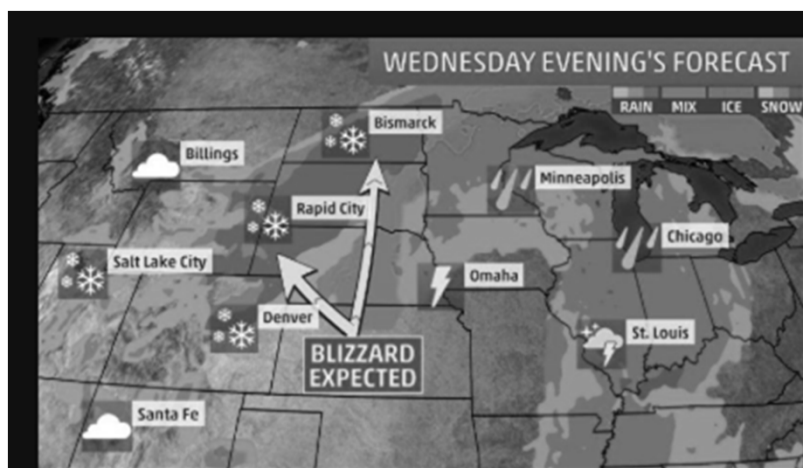 WEDNESDAY EVENING'S FORECAST
RAIN MIX ICE SNOW
Bismarck
Billings
Minneapolis
Rapid City
Chicago
Salt Lake City
Omaha
Denver
St. Louis
BLIZZARD
EXPECTED
Santa Fe